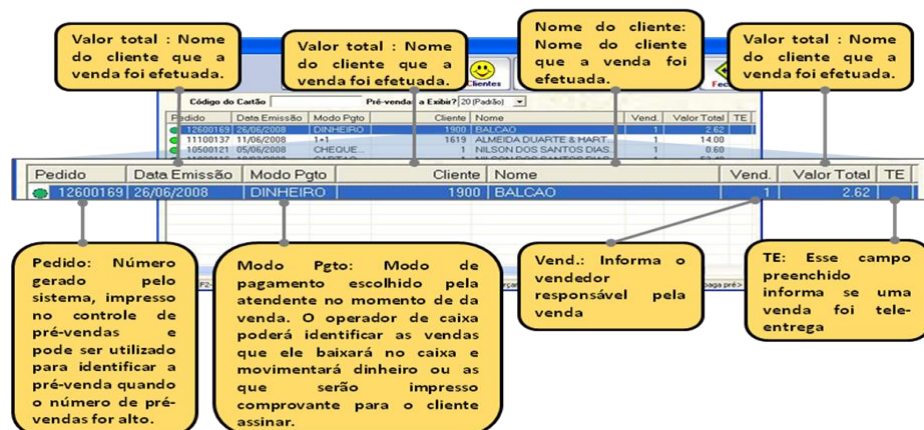 Valor total : Nome
do cliente que a
venda foi efetuada.
Valor total : Nome
do cliente que a
venda foi efetuada.
Nome do cliente:
Nome do cliente
que a venda foi
efetuada.
Valor total : Nome
do cliente que a
venda foi efetuada.
Clientes
Código do Cartão Pré-vendas a Exibir? 20 (Padrão)
Pedido Data Emissão Modo Pgto Cliente Nome Vend. Valor Total TE
12600169 26/06/2008 DINHEIRO 1900 BALCAO 1 2.62
11100137 11/06/2008 1+1 1619 ALMEIDA DUARTE & HART... 1 14.00
10500121 05/06/2008 CHEQUE... 1 NILSON DOS SANTOS DIAS... 1 0.60
Pedido Data Emissão Modo Pgto Cliente Nome Vend. Valor Total TE
12600169 26/06/2008 DINHEIRO 1900 BALCAO 1 2.62
Pedido: Número
gerado pelo
sistema, impresso
no controle de
pré-vendas e
pode ser utilizado
para identificar a
pré-venda quando
o número de pré-
vendas for alto.
Modo Pgto: Modo de
pagamento escolhido pela
atendente no momento de da
venda. O operador de caixa
poderá identificar as vendas
que ele baixará no caixa e
movimentará dinheiro ou as
que serão impresso
comprovante para o cliente
assinar.
Vend.: Informa o
vendedor
responsável pela
venda
TE: Esse campo
preenchido
informa se uma
venda foi tele-
entrega